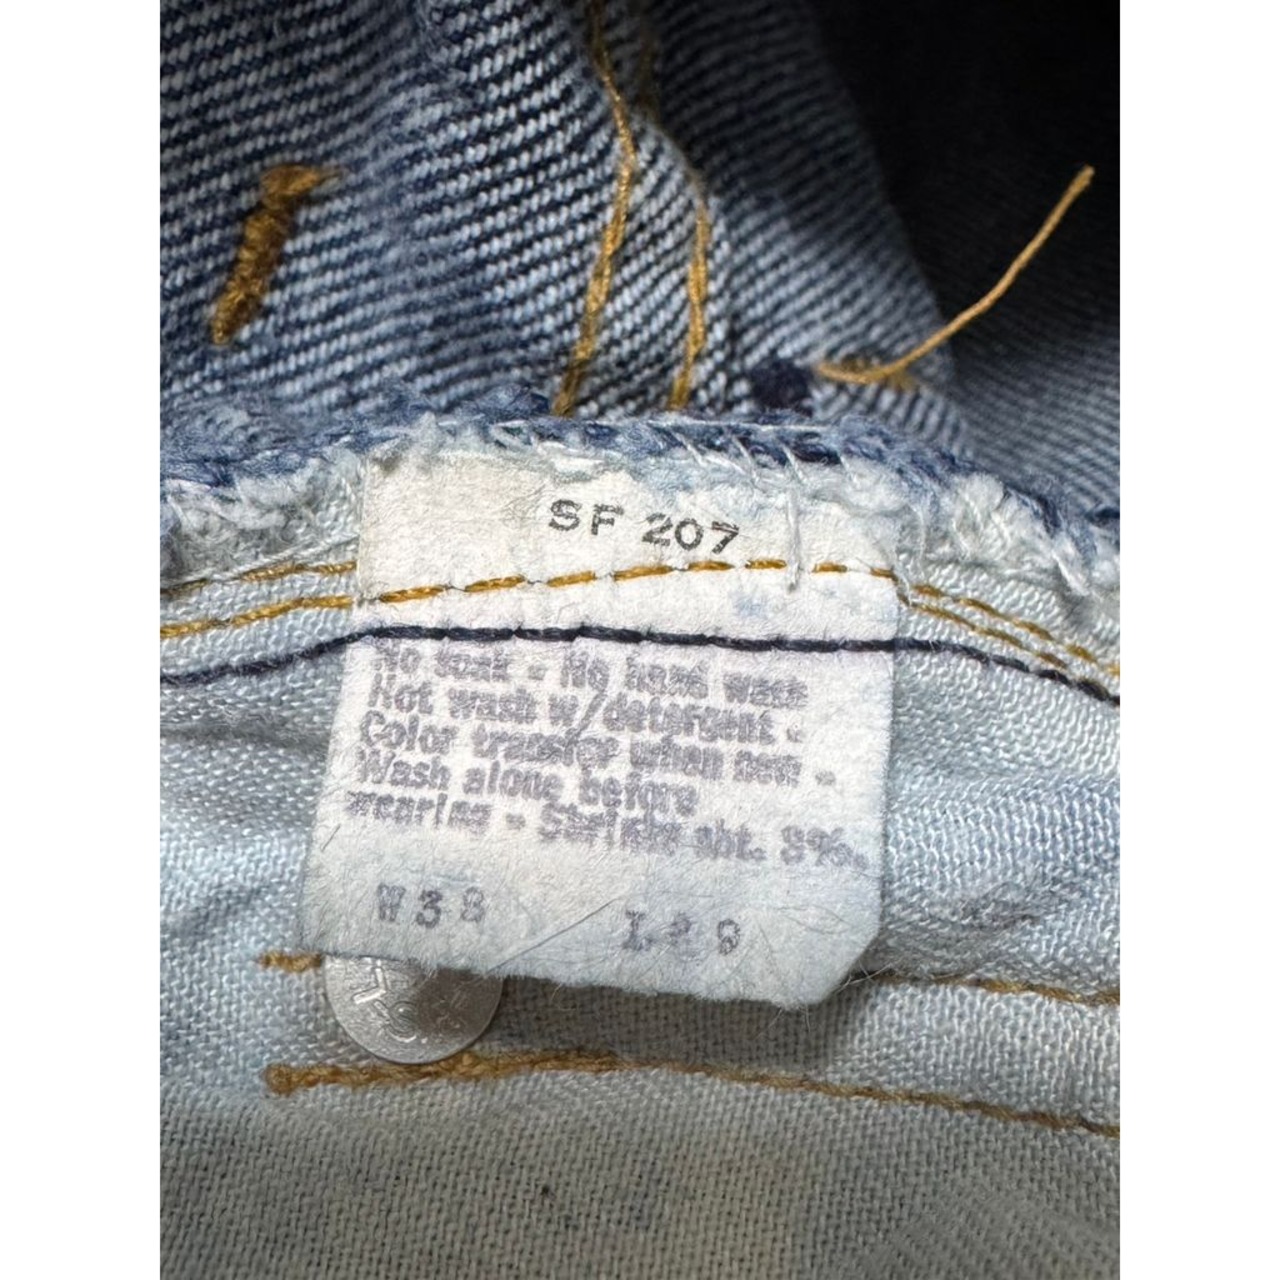 SF 207
No soak - No hand wash
Hot wash w/detergent -
Color transfer when new -
Wash alone before
wearing - Shrinks abt. 8%.
W38 L29